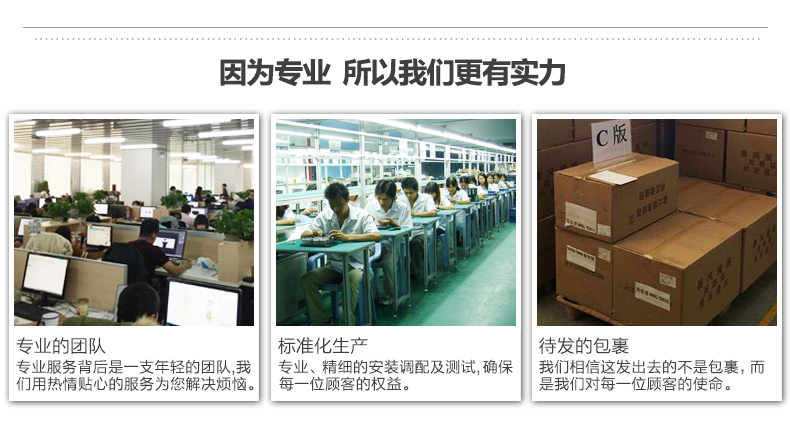 因为专业 所以我们更有实力
C版
专业的团队
专业服务背后是一支年轻的团队,我
们用热情贴心的服务为您解决烦恼。
标准化生产
专业、精细的安装调配及测试,确保
每一位顾客的权益。
待发的包裹
我们相信这发出去的不是包裹，而
是我们对每一位顾客的使命。